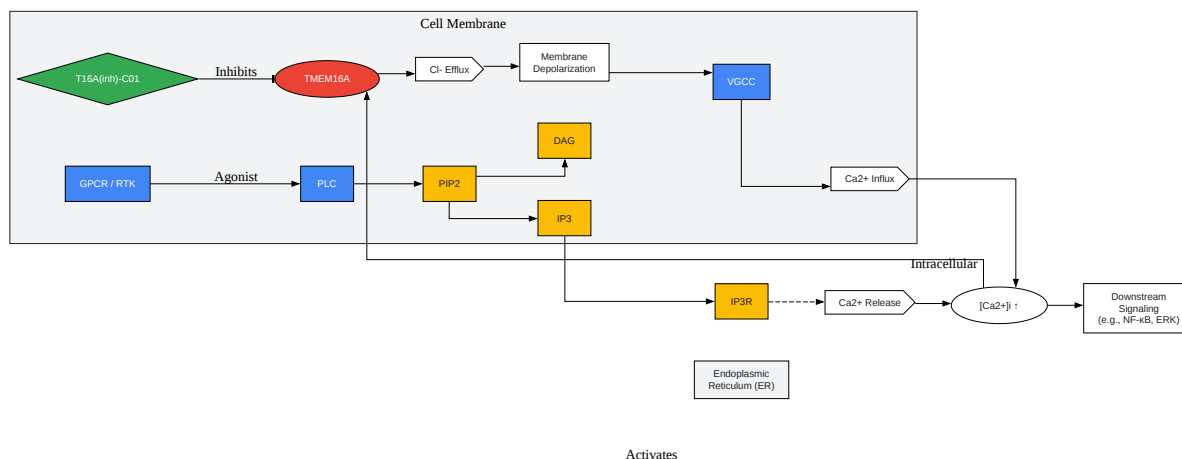 Cell Membrane
T16A(inh)-C01
Inhibits
TMEM16A
Cl- Efflux
Membrane
Depolarization
VGCC
DAG
GPCR / RTK
Agonist
PLC
PIP2
Ca2+ Influx
IP3
Intracellular
IP3R
Ca2+ Release
[Ca2+]i ↑
Downstream
Signaling
(e.g., NF-κB, ERK)
Endoplasmic
Reticulum (ER)
Activates